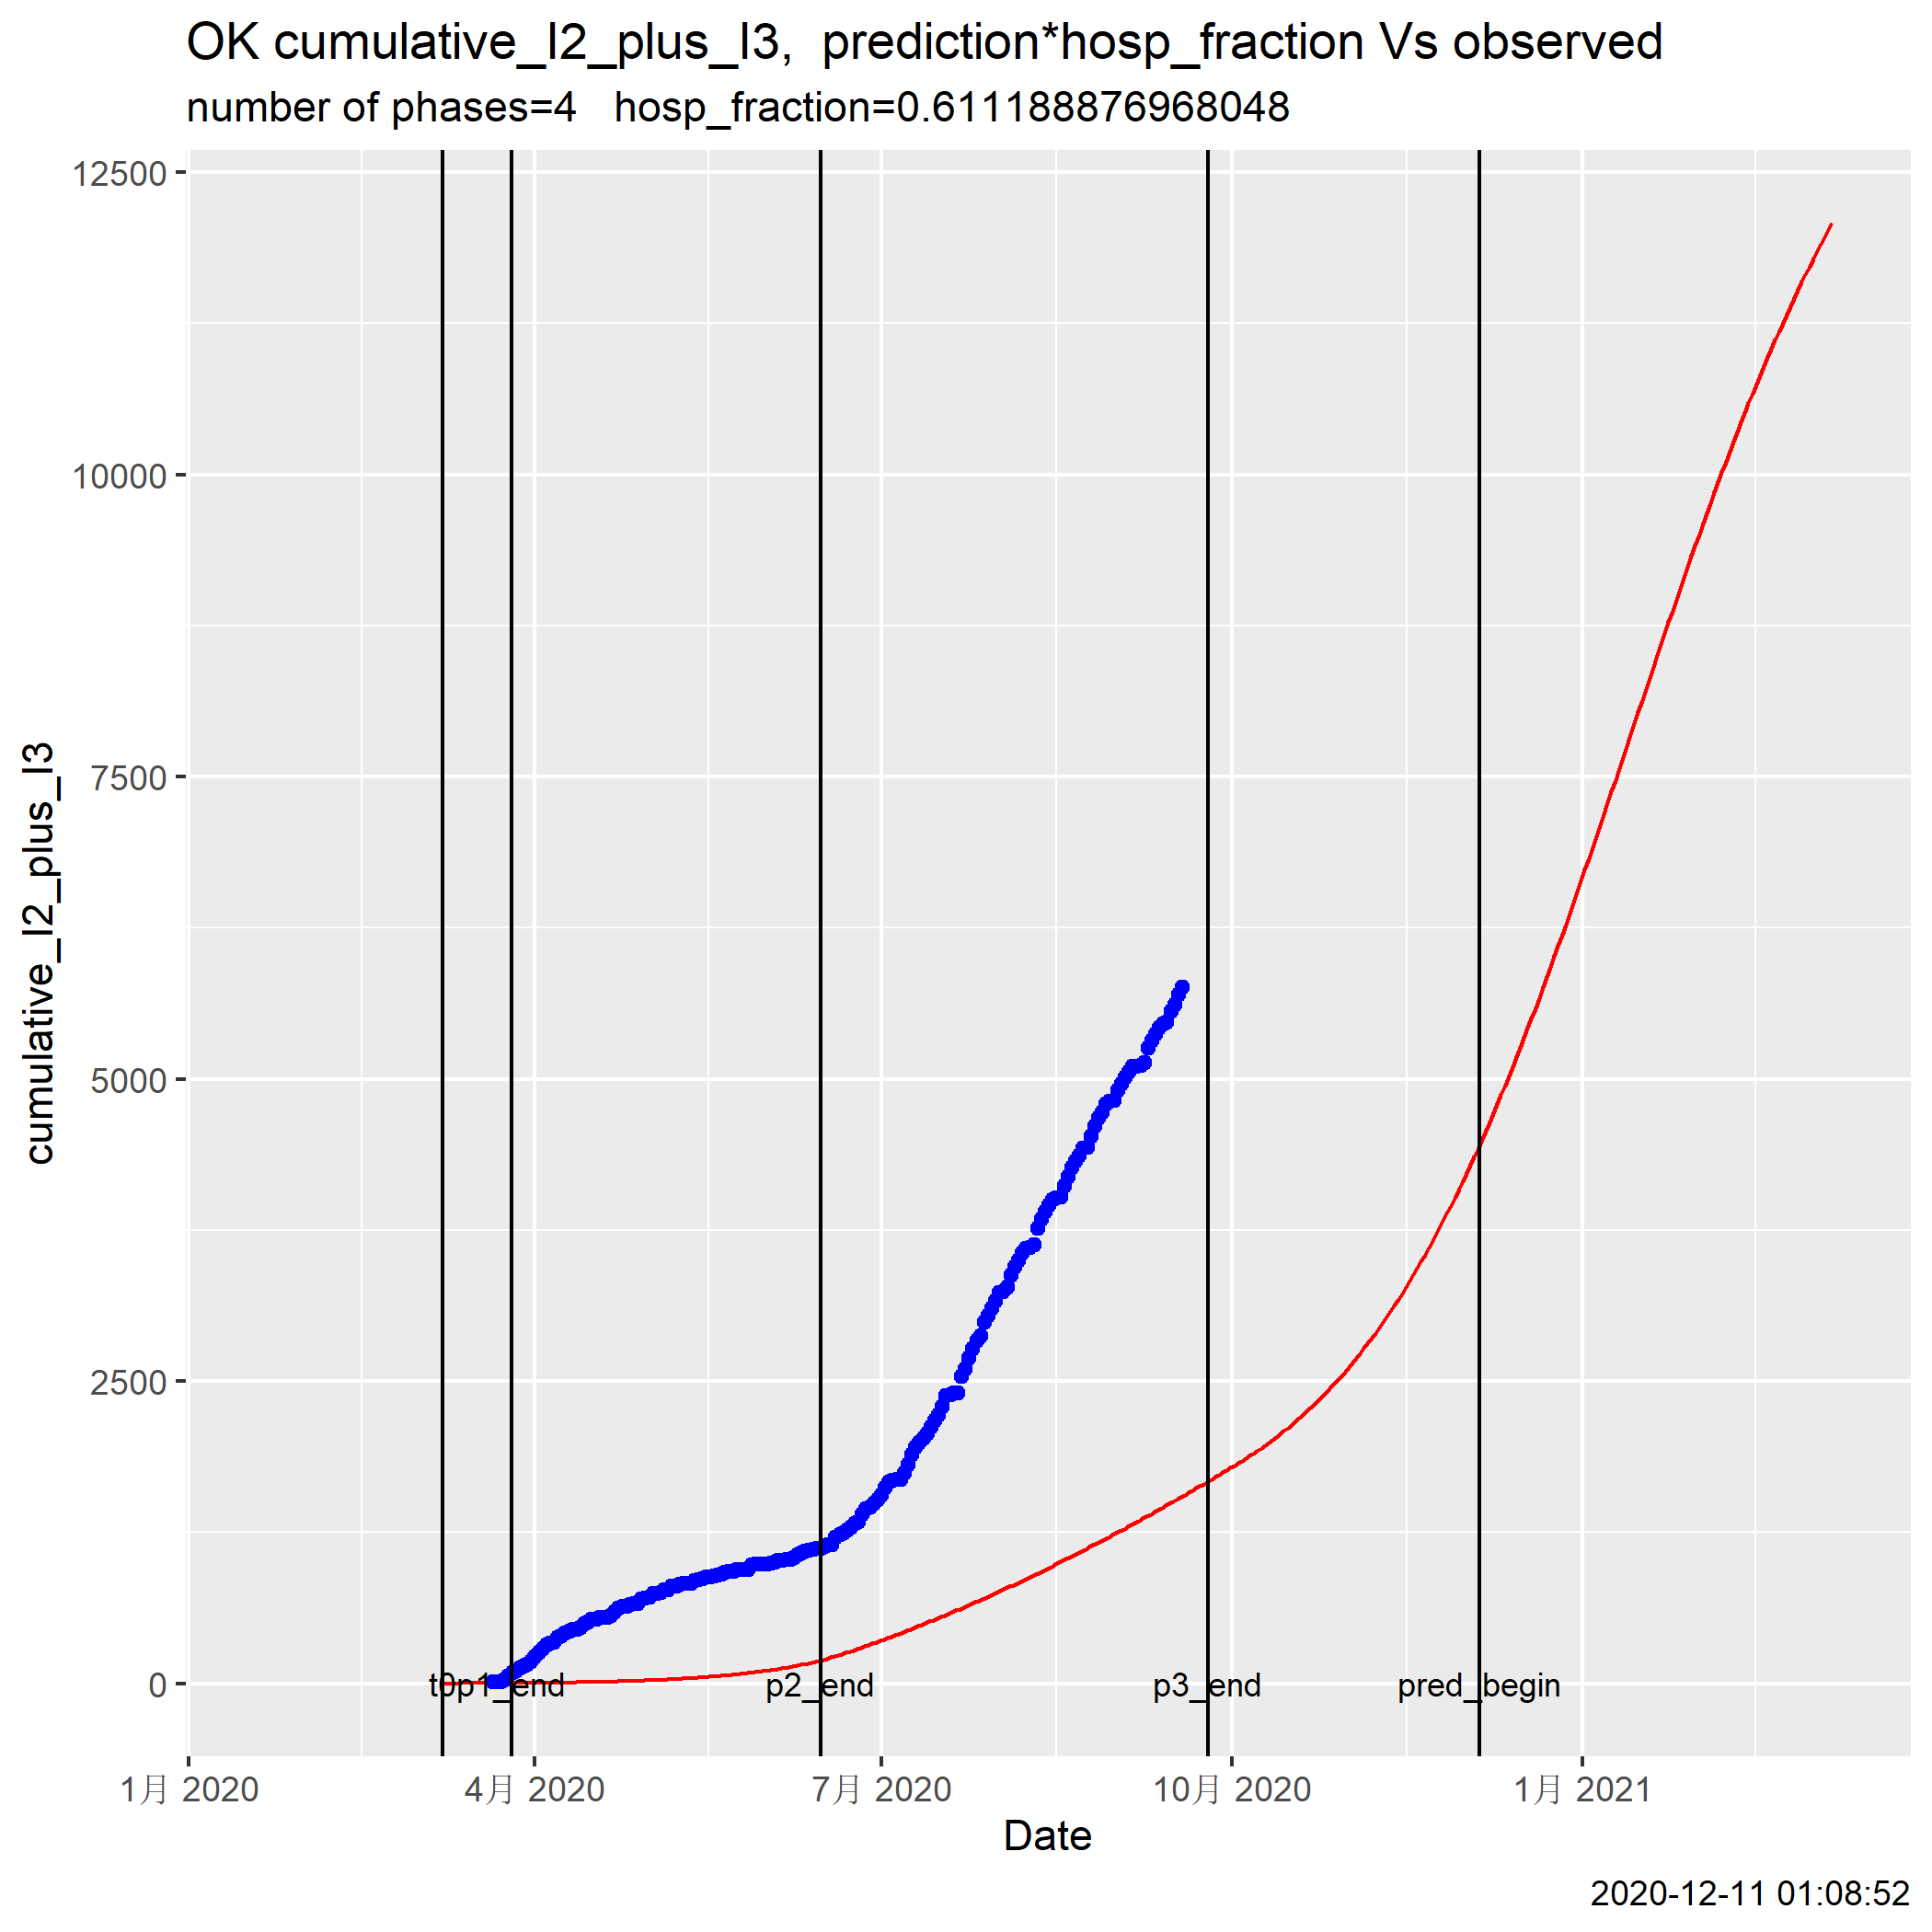 OK cumulative_I2_plus_I3,  prediction*hosp_fraction Vs observed
number of phases=4   hosp_fraction=0.611188876968048
12500
10000
7500
5000
2500
0
cumulative_I2_plus_I3
t0 p1_end p2_end p3_end pred_begin
1月 2020 4月 2020 7月 2020 10月 2020 1月 2021
Date
2020-12-11 01:08:52